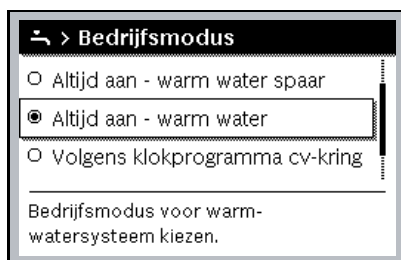 > Bedrijfsmodus
Altijd aan - warm water spaar
Altijd aan - warm water
Volgens klokprogramma cv-kring
Bedrijfsmodus voor warm-
watersysteem kiezen.